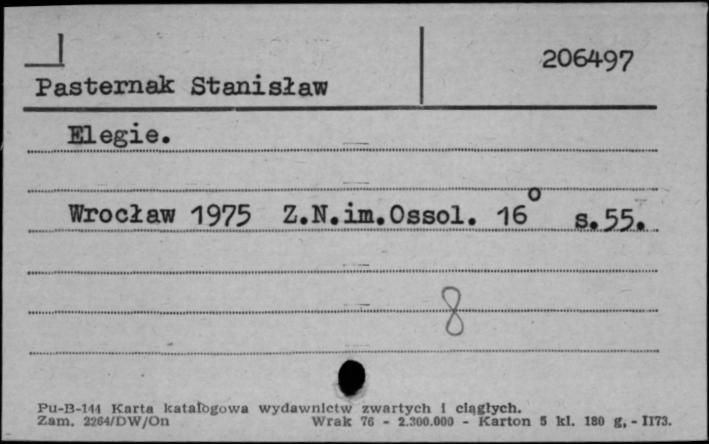 206497
Pasternak Stanisław
Elegie.
Wrocław 1975 Z.N.im.Ossol. 16° s.55.
8
Pu-B-144 Karta katalogowa wydawnictw zwartych i ciągłych.
Zam. 2264/DW/On Wrak 76 - 2.300.000 - Karton 5 kl. 180 g, - II73.